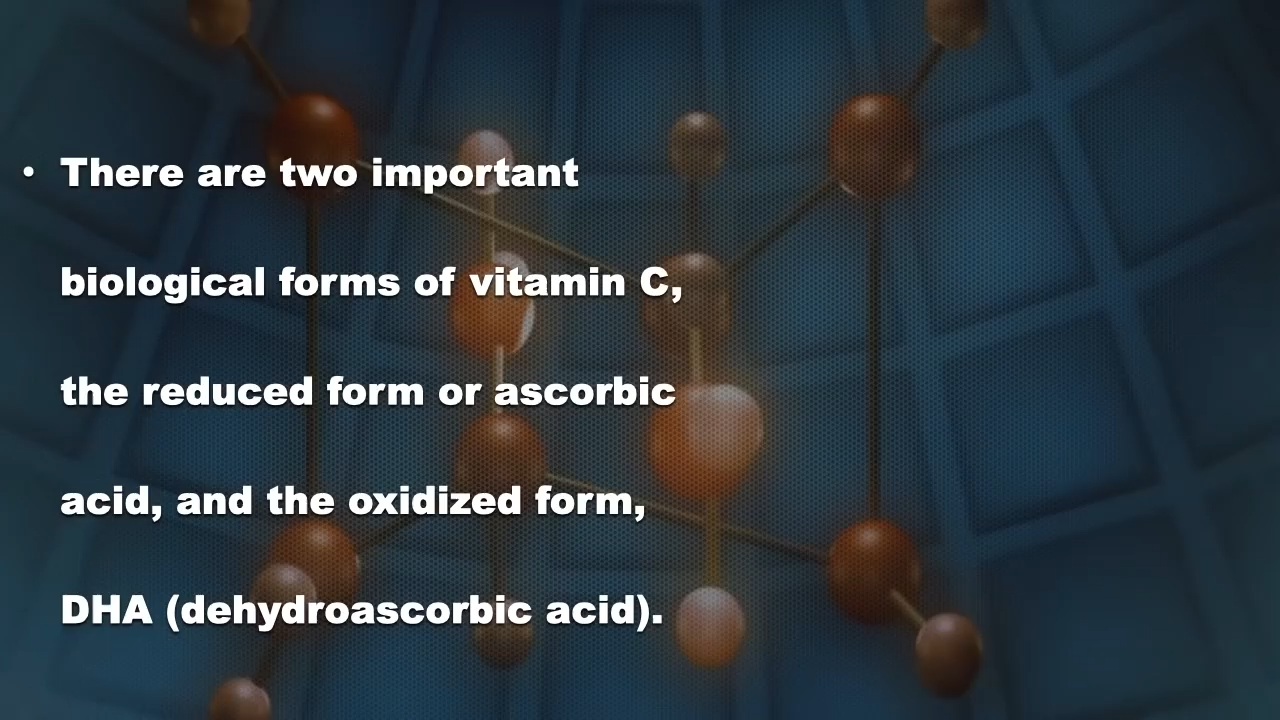 • There are two important
biological forms of vitamin C,
the reduced form or ascorbic
acid, and the oxidized form,
DHA (dehydroascorbic acid).